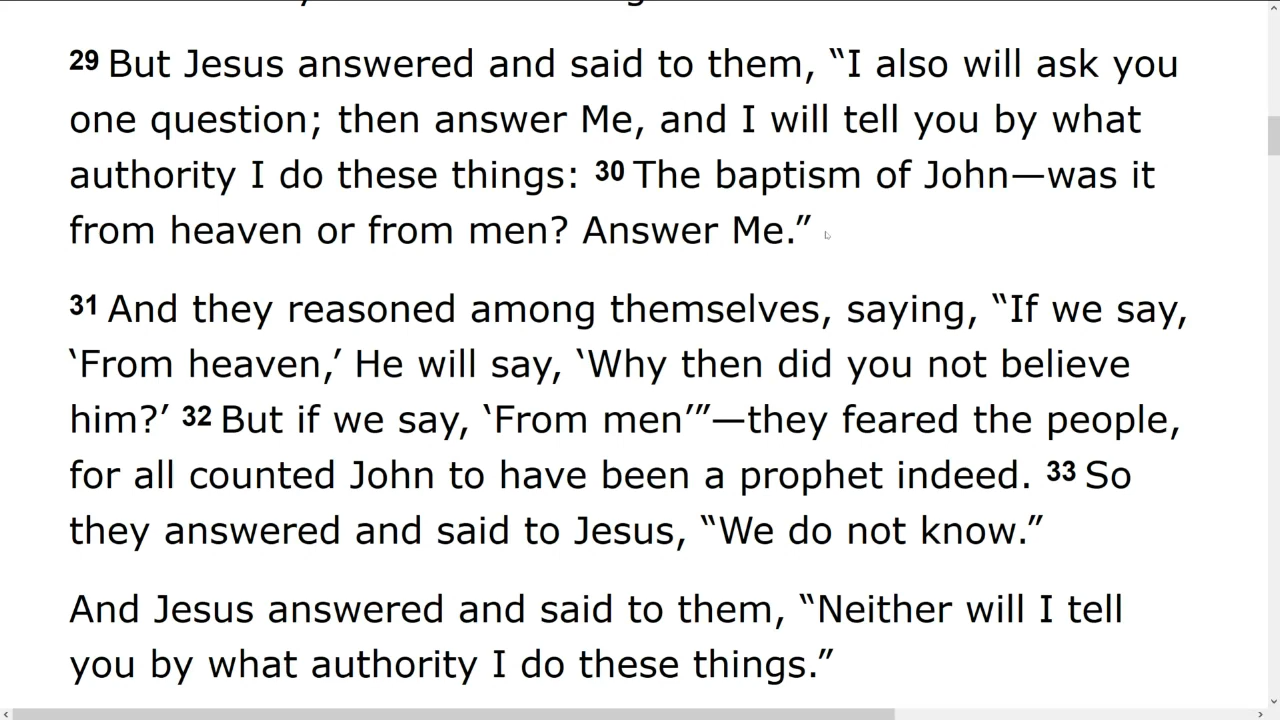 29 But Jesus answered and said to them, “I also will ask you
one question; then answer Me, and I will tell you by what
authority I do these things: 30 The baptism of John—was it
from heaven or from men? Answer Me.”
31 And they reasoned among themselves, saying, “If we say,
‘From heaven,’ He will say, ‘Why then did you not believe
him?’ 32 But if we say, ‘From men’”—they feared the people,
for all counted John to have been a prophet indeed. 33 So
they answered and said to Jesus, “We do not know.”
And Jesus answered and said to them, “Neither will I tell
you by what authority I do these things.”